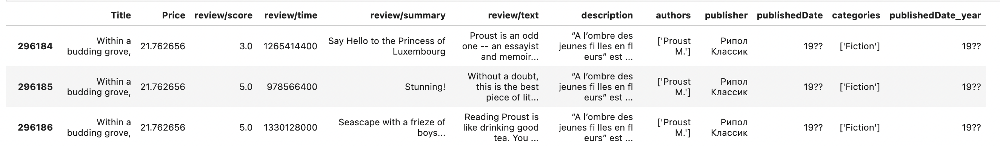 Title Price review/score review/time review/summary review/text description authors publisher publishedDate categories publishedDate_year
296184 Within a budding grove, 21.762656 3.0 1265414400 Say Hello to the Princess of Luxembourg Proust is an odd one -- an essayist and memoir... “A l’ombre des jeunes fi lles en fl eurs” est ... ['Proust M.'] Рипол Классик 19?? ['Fiction'] 19??
296185 Within a budding grove, 21.762656 5.0 978566400 Stunning! Without a doubt, this is the best piece of lit... “A l’ombre des jeunes fi lles en fl eurs” est ... ['Proust M.'] Рипол Классик 19?? ['Fiction'] 19??
296186 Within a budding grove, 21.762656 5.0 1330128000 Seascape with a frieze of boys... Reading Proust is like drinking good tea. You ... “A l’ombre des jeunes fi lles en fl eurs” est ... ['Proust M.'] Рипол Классик 19?? ['Fiction'] 19??